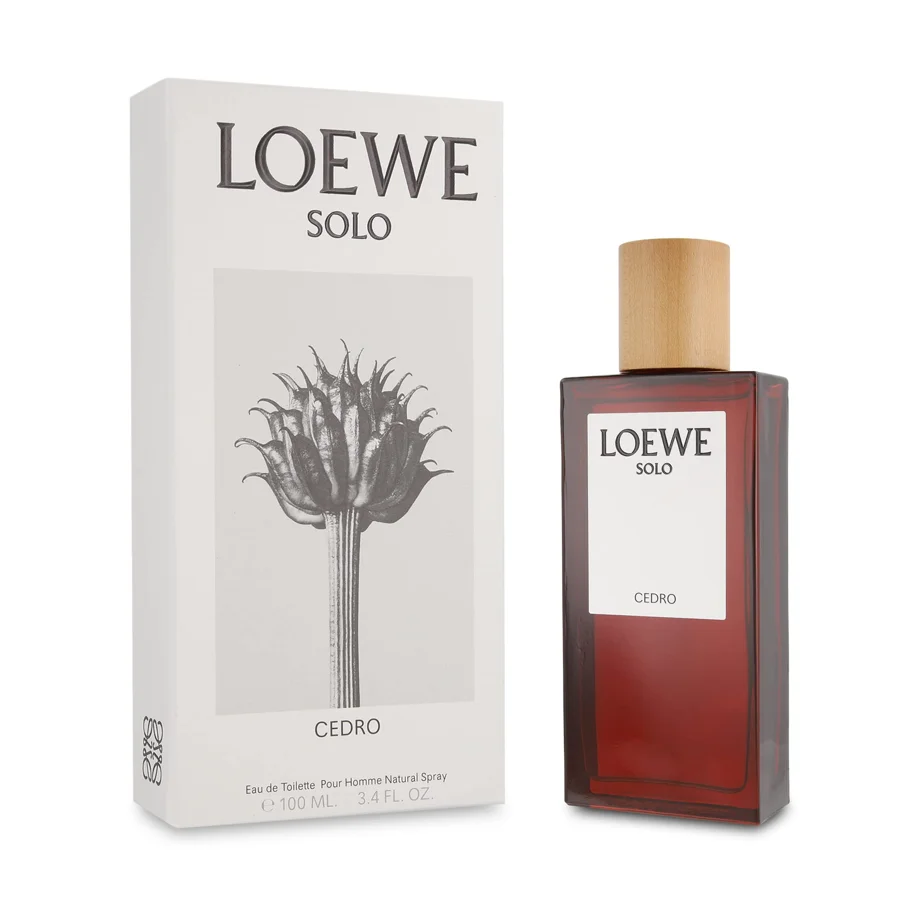 LOEWE
SOLO
CEDRO
Eau de Toilette Pour Homme Natural Spray
℮ 100 ML. 3.4 FL. OZ.
LOEWE
SOLO
CEDRO